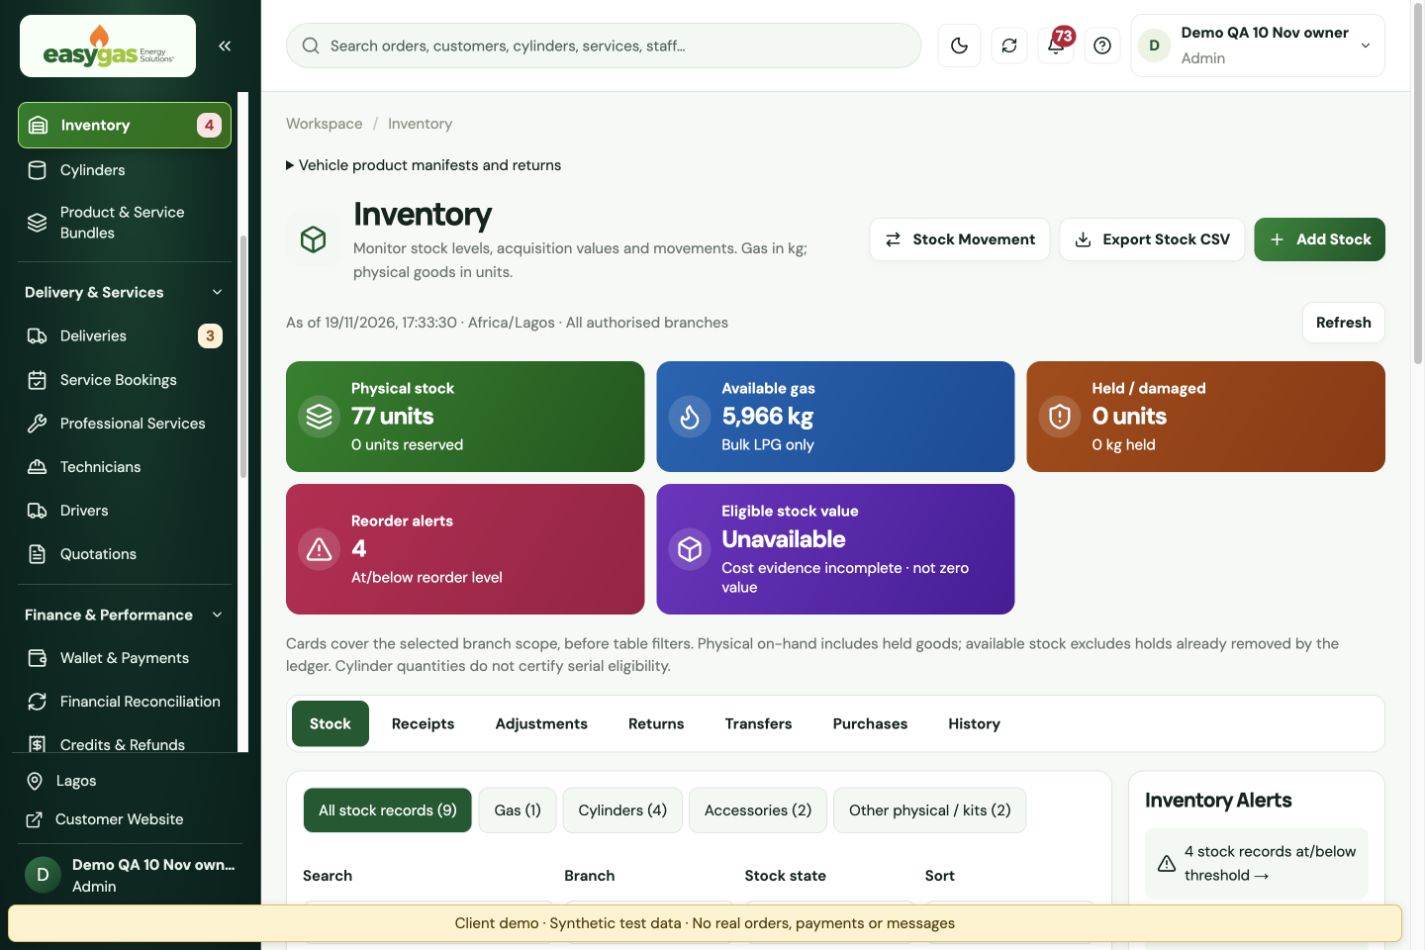 easygas Energy Solutions
Inventory 4
Cylinders
Product & Service
Bundles
Delivery & Services
Deliveries 3
Service Bookings
Professional Services
Technicians
Drivers
Quotations
Finance & Performance
Wallet & Payments
Financial Reconciliation
Credits & Refunds
Lagos
Customer Website
D
Demo QA 10 Nov own...
Admin
Search orders, customers, cylinders, services, staff...
73
D
Demo QA 10 Nov owner
Admin
Workspace / Inventory
Vehicle product manifests and returns
Inventory
Monitor stock levels, acquisition values and movements. Gas in kg;
physical goods in units.
Stock Movement
Export Stock CSV
+ Add Stock
As of 19/11/2026, 17:33:30 · Africa/Lagos · All authorised branches
Refresh
Physical stock
77 units
0 units reserved
Available gas
5,966 kg
Bulk LPG only
Held / damaged
0 units
0 kg held
Reorder alerts
4
At/below reorder level
Eligible stock value
Unavailable
Cost evidence incomplete · not zero
value
Cards cover the selected branch scope, before table filters. Physical on-hand includes held goods; available stock excludes holds already removed by the
ledger. Cylinder quantities do not certify serial eligibility.
Stock Receipts Adjustments Returns Transfers Purchases History
All stock records (9) Gas (1) Cylinders (4) Accessories (2) Other physical / kits (2)
Search Branch Stock state Sort
Inventory Alerts
4 stock records at/below
threshold →
Client demo · Synthetic test data · No real orders, payments or messages